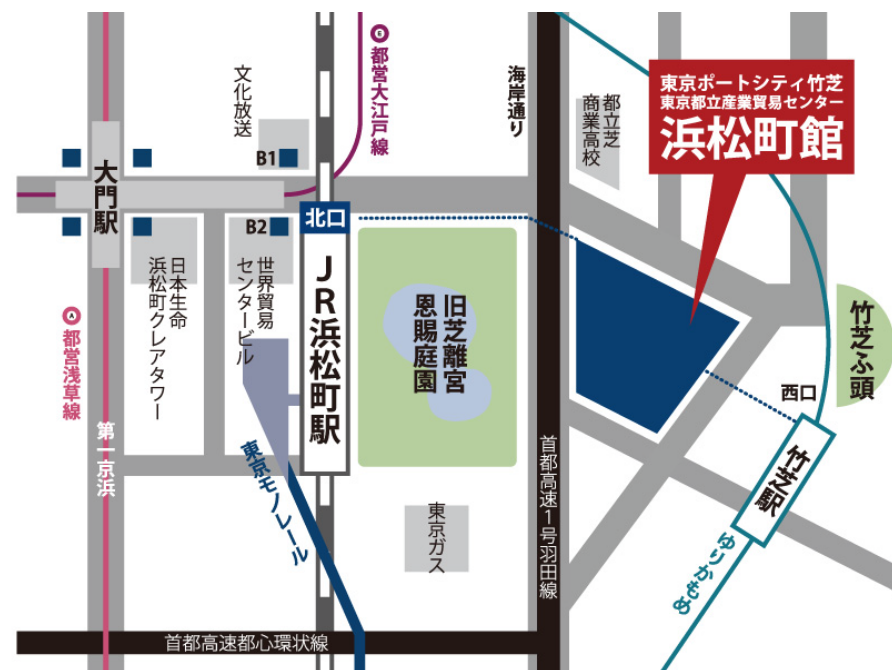 Ⓔ都営大江戸線
文化放送
海岸通り
都立芝
商業高校
東京ポートシティ竹芝
東京都立産業貿易センター
浜松町館
B1
大門駅
北口
B2
日本生命
浜松町クレアタワー
世界貿易
センタービル
JR浜松町駅
旧芝離宮
恩賜庭園
竹芝ふ頭
西口
Ⓐ都営浅草線
第一京浜
東京モノレール
東京ガス
首都高速1号羽田線
竹芝駅
ゆりかもめ
首都高速都心環状線